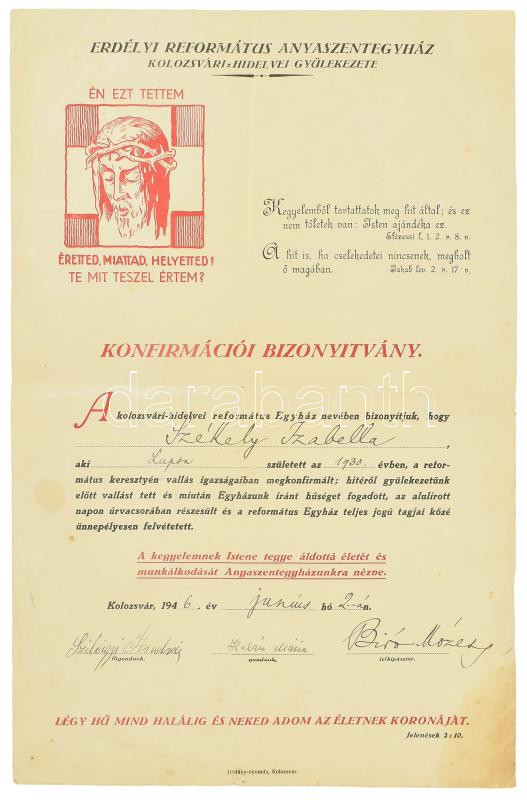 ERDÉLYI REFORMÁTUS ANYASZENTEGYHÁZ
KOLOZSVÁRI-HIDELVEI GYÜLEKEZETE
ÉN EZT TETTEM
ÉRETTED, MIATTAD, HELYETTED!
TE MIT TESZEL ÉRTEM?
Kegyelemből tartattatok meg hit által; és ez
nem tőletek van: Isten ajándéka ez.
Efézusi l. 2. r. 8. v.
A hit is, ha cselekedetei nincsenek, megholt
ő magában. Jakab lev. 2 r. 17 v.
KONFIRMÁCIÓI BIZONYITVÁNY.
A kolozsvári-hidelvei református Egyház nevében bizonyitjuk, hogy
Székely Izabella,
aki Lupon született az 1930. évben, a refor-
mátus keresztyén vallás igazságaiban megkonfirmált; hitéről gyülekezetünk
előtt vallást tett és miután Egyházunk iránt hűséget fogadott, az alulirott
napon úrvacsorában részesült és a református Egyház teljes jogú tagjai közé
ünnepélyesen felvétetett.
A kegyelemnek Istene tegye áldottá életét és
munkálkodását Anyaszentegyházunkra nézve.
Kolozsvár, 1946. év junius hó 2-án.
Szilágyi Biró Mózes
főgondnok. gondnok. lelkipásztor.
LÉGY HŰ MIND HALÁLIG ÉS NEKED ADOM AZ ÉLETNEK KORONÁJÁT.
Jelenések 2:10.
Jordáky-nyomda, Kolozsvár.
darabanth